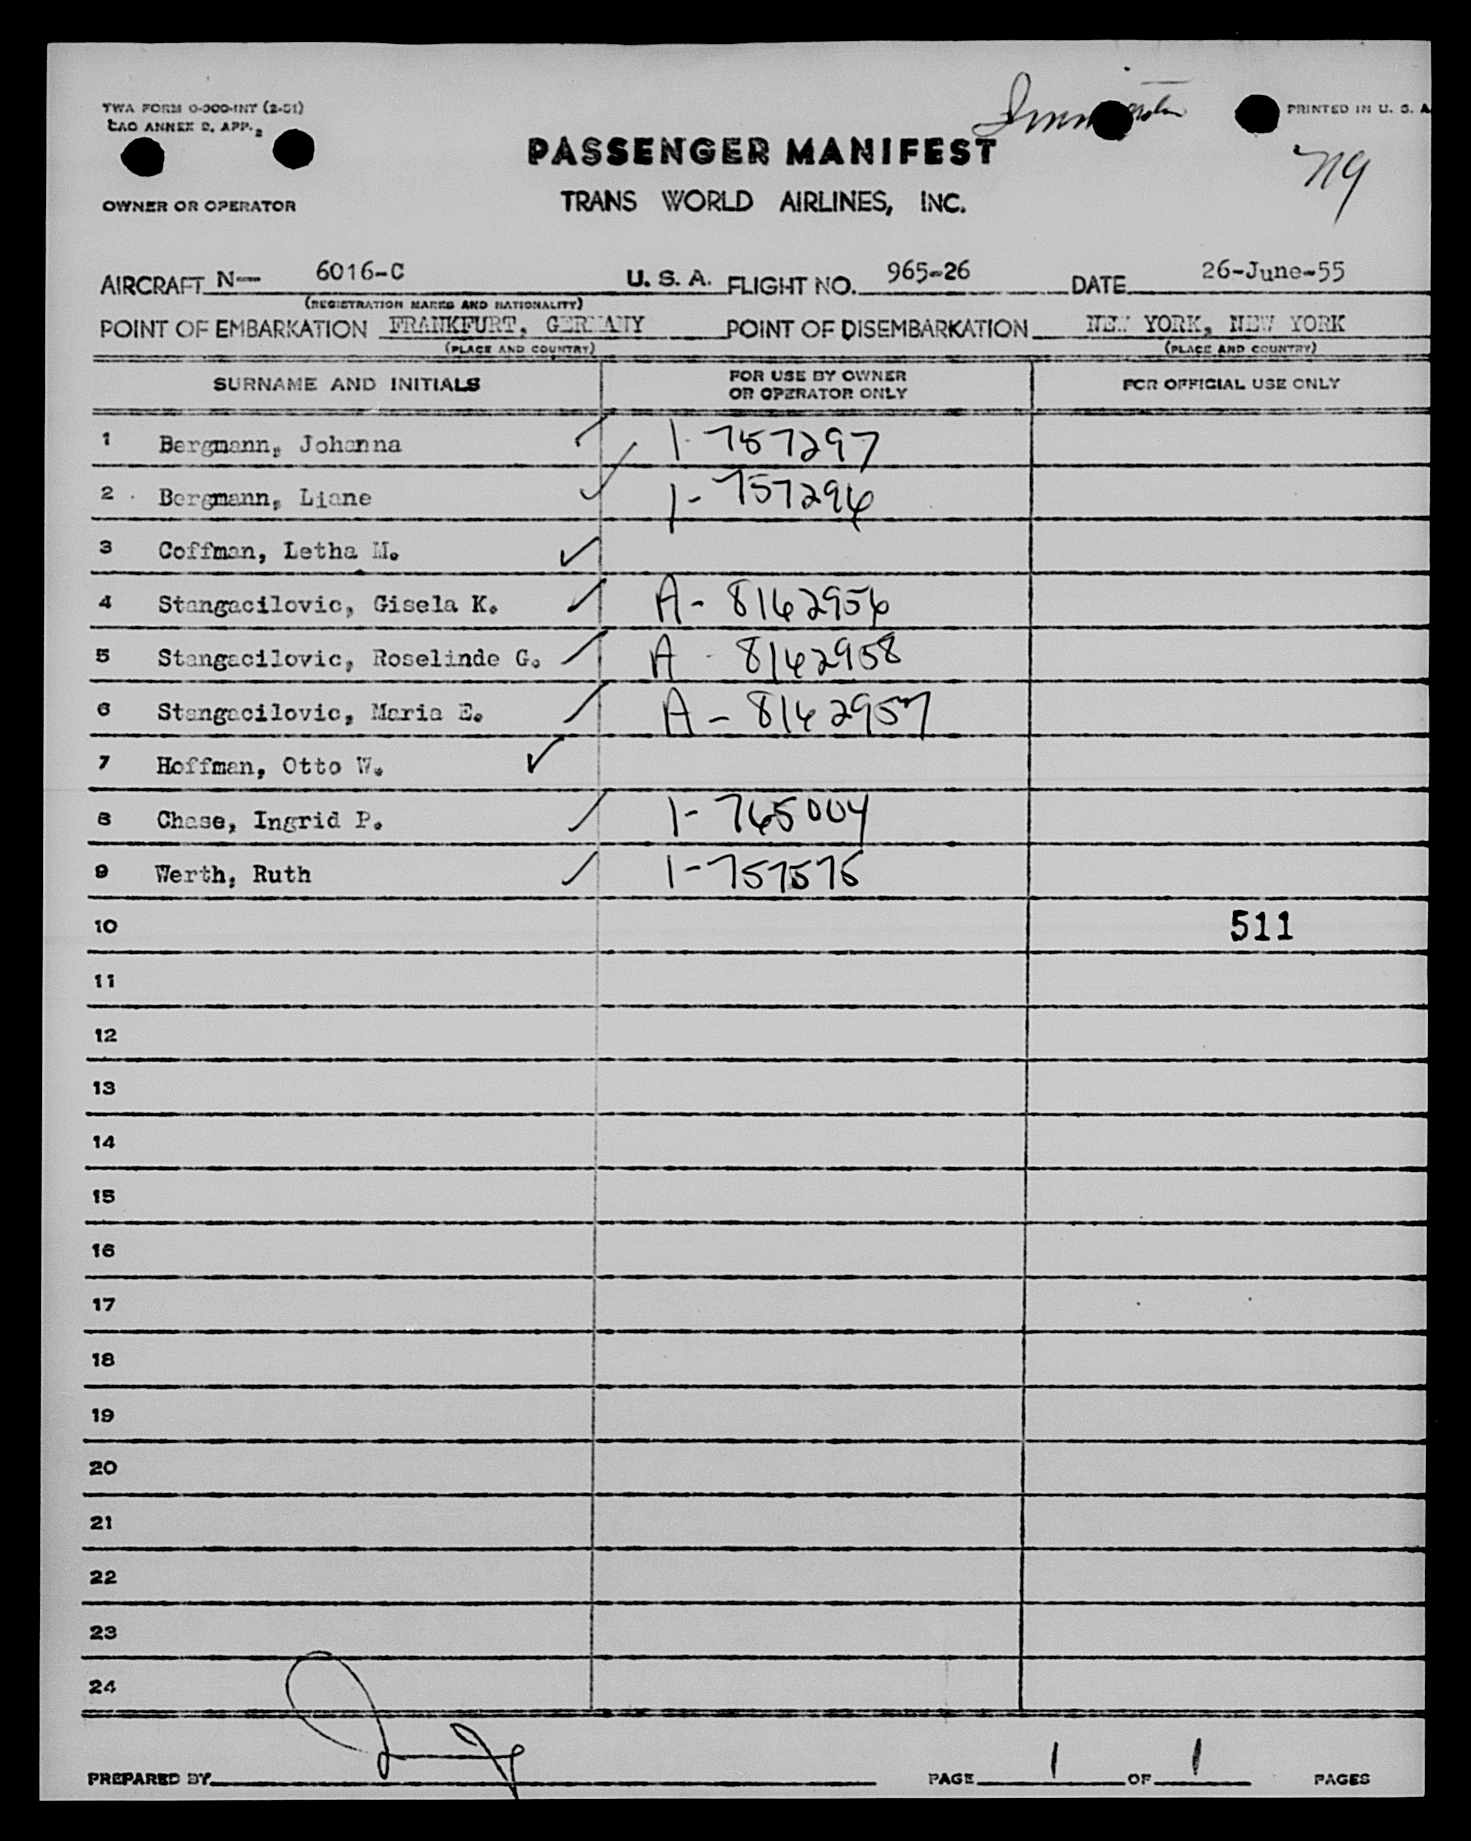 TWA FORM O-300-INT (2-51)
CAO ANNEX 9, APP. 2
Immigration
PRINTED IN U. S. A
NY
PASSENGER MANIFEST
OWNER OR OPERATOR
TRANS WORLD AIRLINES, INC.
AIRCRAFT N— 6016-C U. S. A. FLIGHT NO. 965-26 DATE 26-June-55
(REGISTRATION MARKS AND NATIONALITY)
POINT OF EMBARKATION FRANKFURT, GERMANY POINT OF DISEMBARKATION NEW YORK, NEW YORK
(PLACE AND COUNTRY) (PLACE AND COUNTRY)
SURNAME AND INITIALS FOR USE BY OWNER OR OPERATOR ONLY FOR OFFICIAL USE ONLY
1 Bergmann, Johanna 1-757297
2 Bergmann, Liane 1-757296
3 Coffman, Letha M.
4 Stangacilovic, Gisela K. A-8162956
5 Stangacilovic, Roselinde G. A-8162958
6 Stangacilovic, Maria E. A-8162957
7 Hoffman, Otto W.
8 Chase, Ingrid P. 1-765004
9 Werth, Ruth 1-757576
10 511
11
12
13
14
15
16
17
18
19
20
21
22
23
24
PREPARED BY PAGE 1 OF 1 PAGES